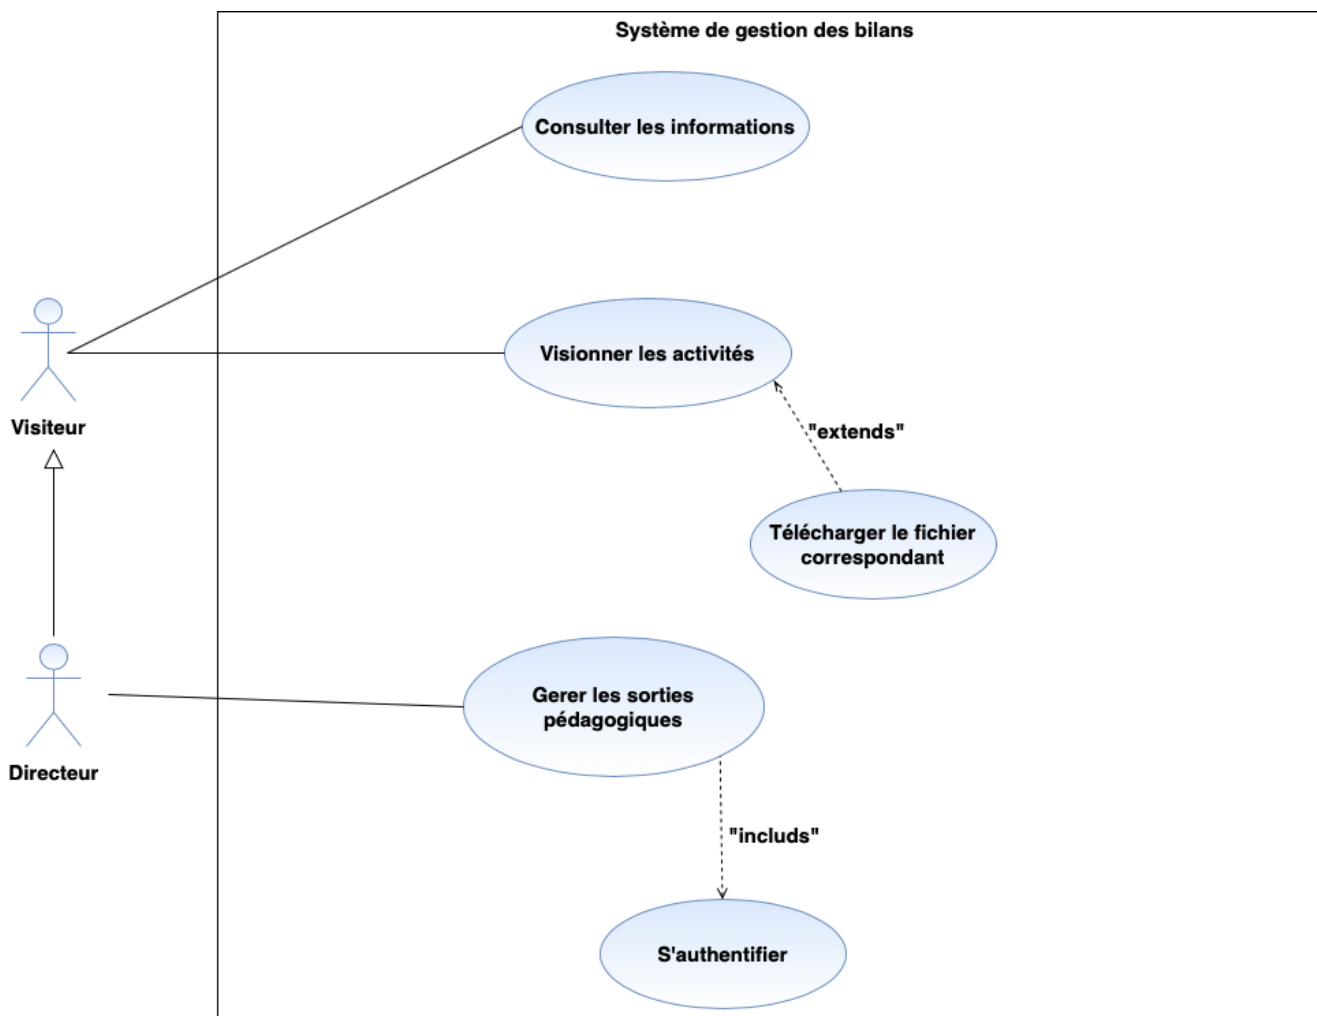 Système de gestion des bilans
Consulter les informations
Visionner les activités
Visiteur
"extends"
Télécharger le fichier
correspondant
Gerer les sorties
pédagogiques
Directeur
"includs"
S'authentifier